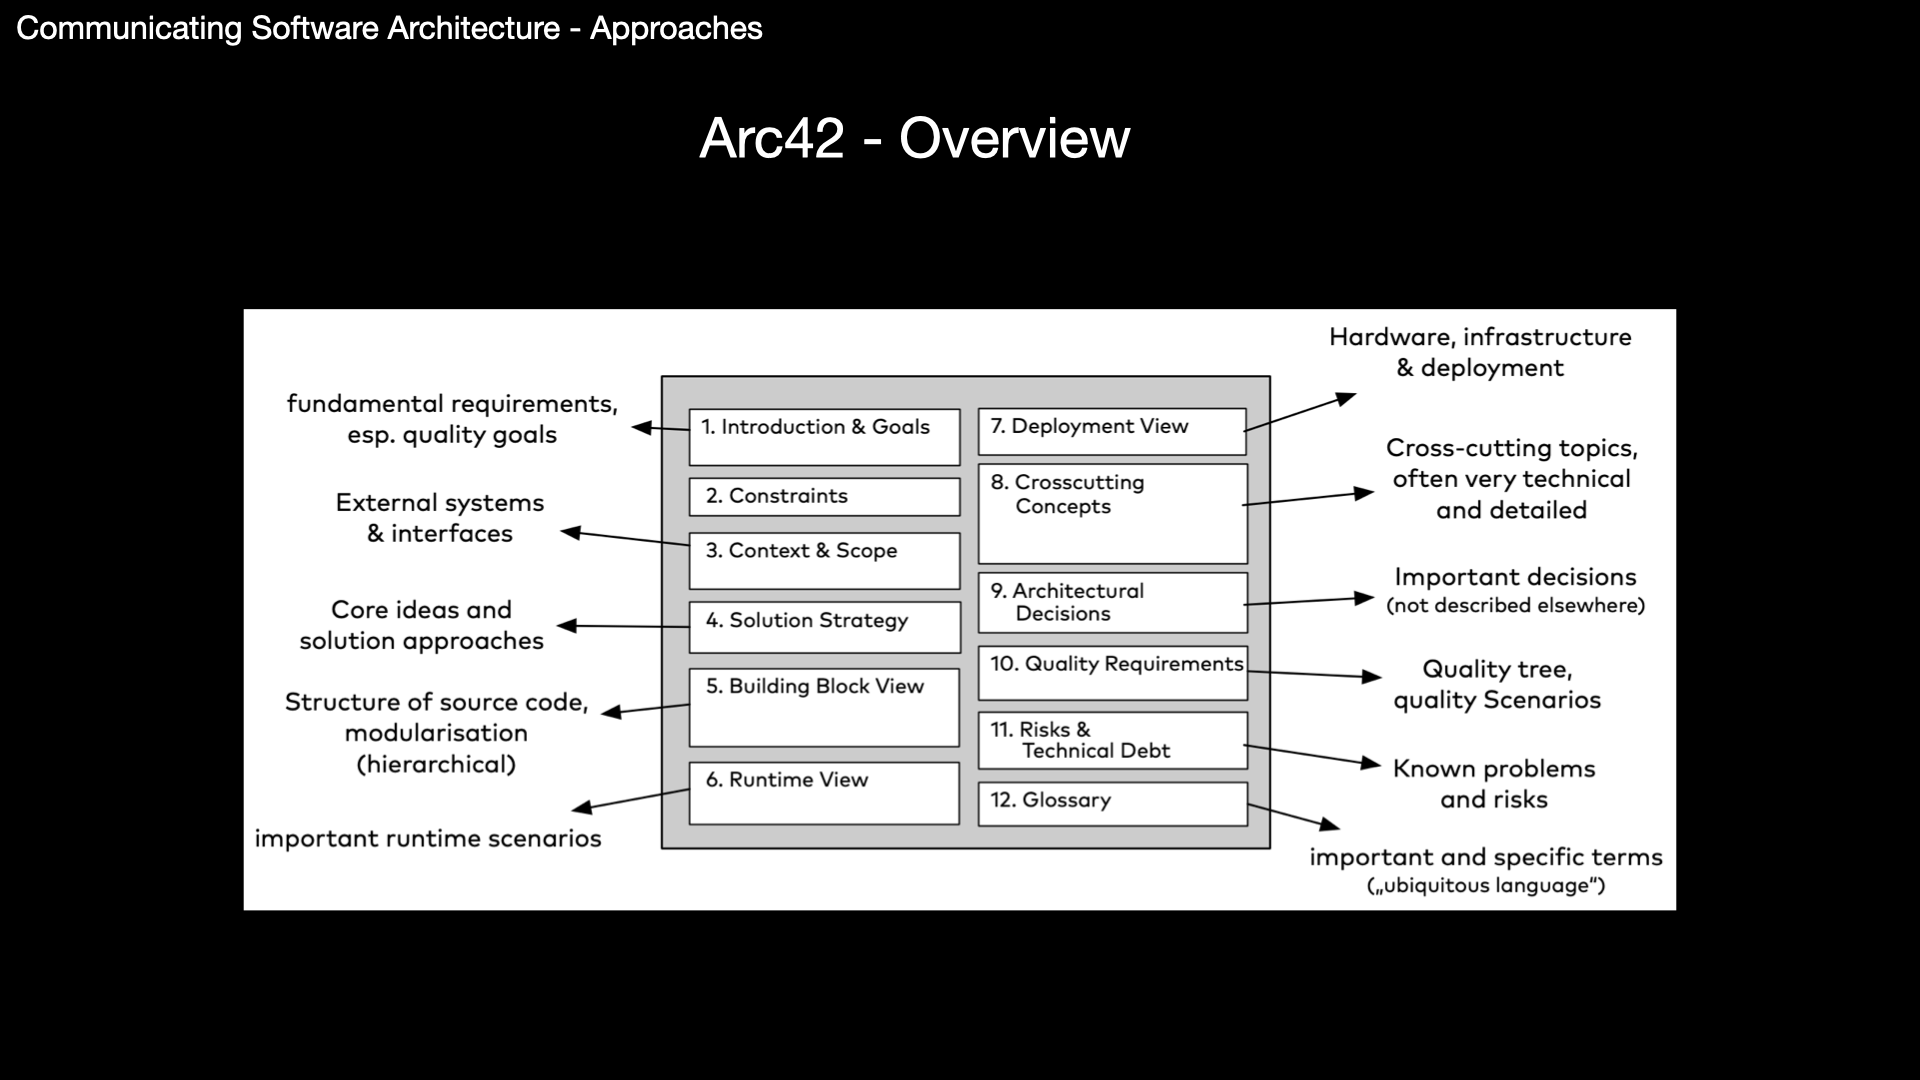 Communicating Software Architecture - Approaches
Arc42 - Overview
fundamental requirements,
esp. quality goals
External systems
& interfaces
Core ideas and
solution approaches
Structure of source code,
modularisation
(hierarchical)
important runtime scenarios
1. Introduction & Goals
2. Constraints
3. Context & Scope
4. Solution Strategy
5. Building Block View
6. Runtime View
7. Deployment View
8. Crosscutting
Concepts
9. Architectural
Decisions
10. Quality Requirements
11. Risks &
Technical Debt
12. Glossary
Hardware, infrastructure
& deployment
Cross-cutting topics,
often very technical
and detailed
Important decisions
(not described elsewhere)
Quality tree,
quality Scenarios
Known problems
and risks
important and specific terms
(„ubiquitous language“)